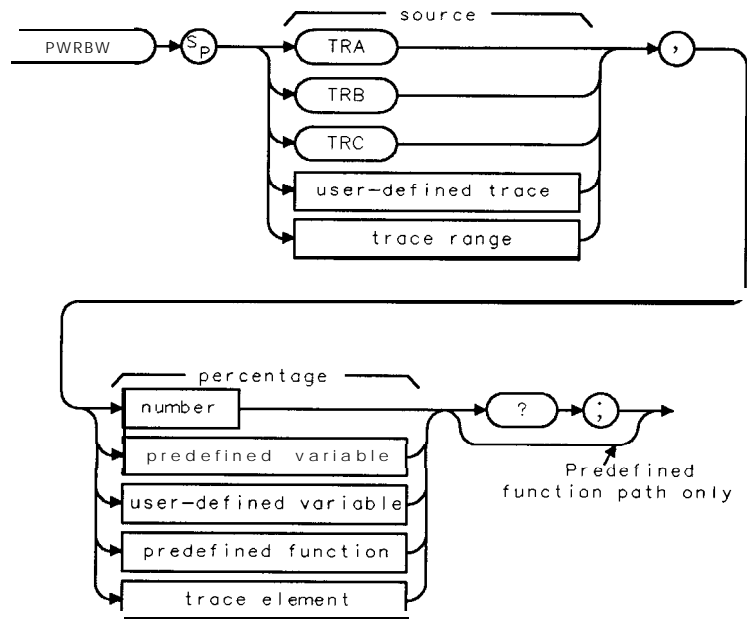 source
PWRBW
SP
TRA
,
TRB
TRC
user-defined trace
trace range
percentage
number
?
;
predefined variable
Predefined
function path only
user-defined variable
predefined function
trace element